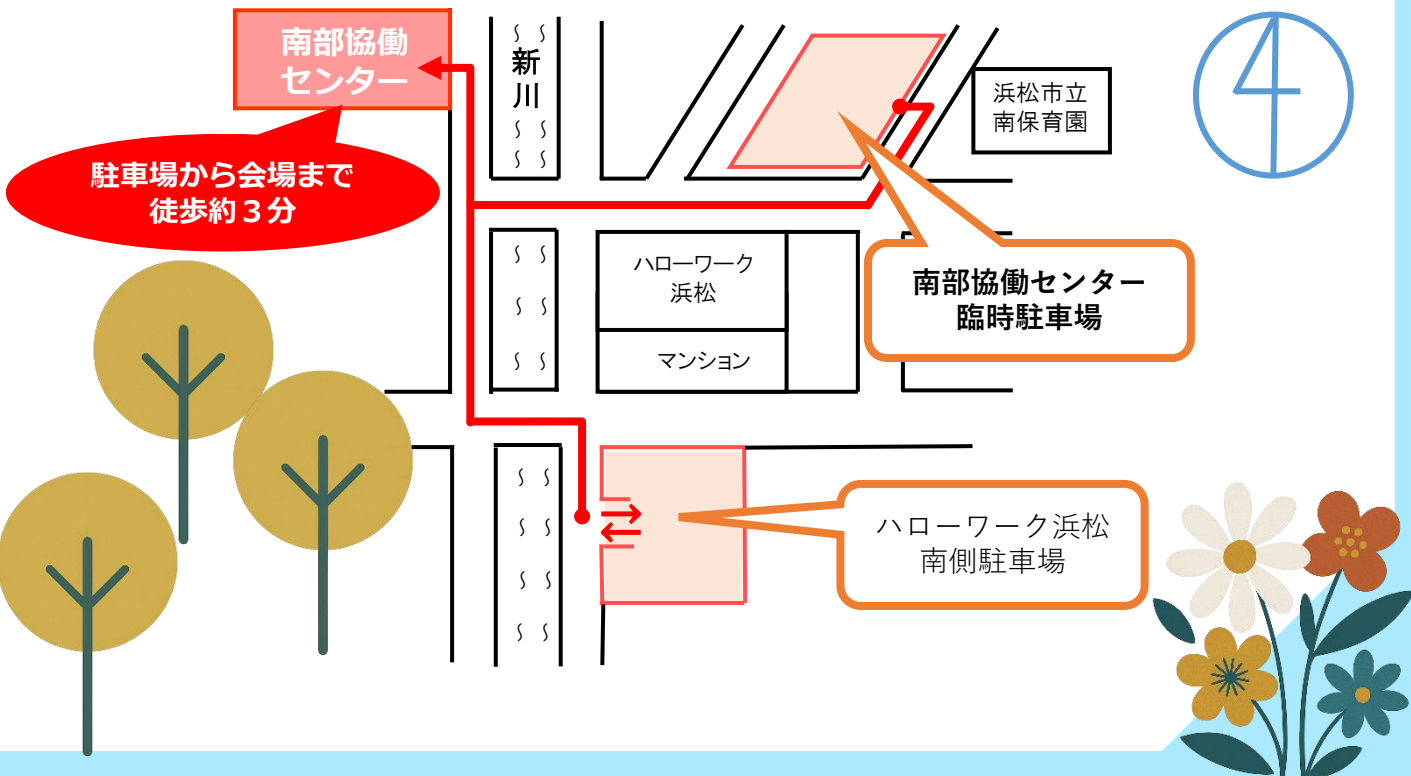 南部協働
センター
新川
浜松市立
南保育園
駐車場から会場まで
徒歩約３分
ハローワーク
浜松
マンション
南部協働センター
臨時駐車場
ハローワーク浜松
南側駐車場